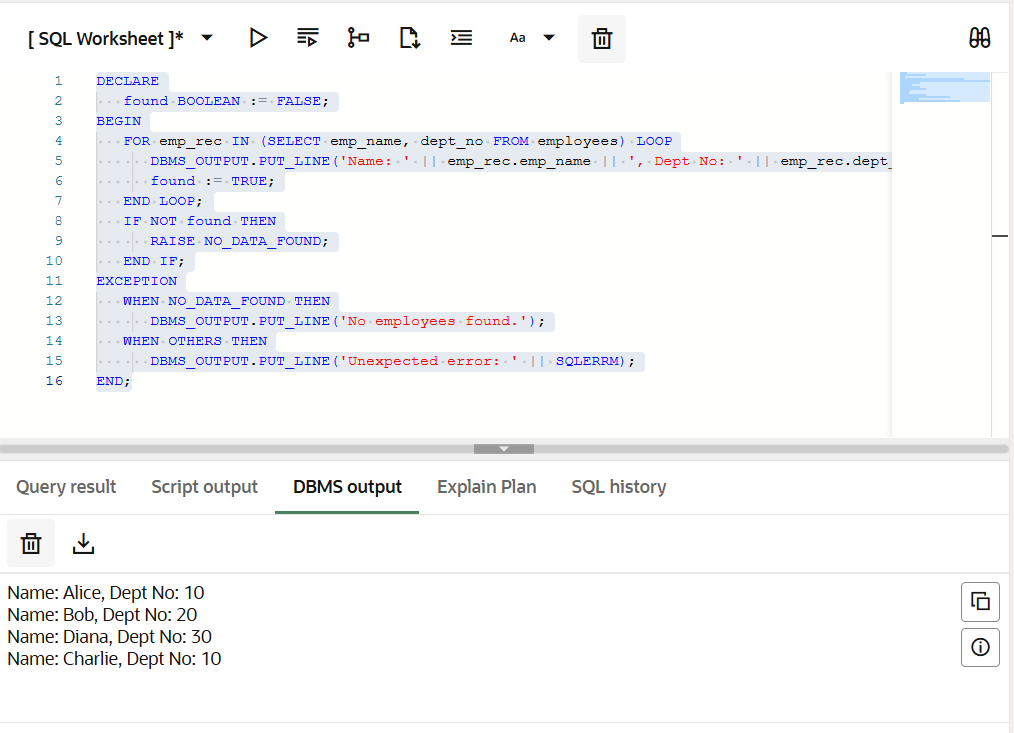 [ SQL Worksheet ]*
Aa
1 DECLARE
2 found BOOLEAN := FALSE;
3 BEGIN
4 FOR emp_rec IN (SELECT emp_name, dept_no FROM employees) LOOP
5 DBMS_OUTPUT.PUT_LINE('Name: ' || emp_rec.emp_name || ', Dept No: ' || emp_rec.dept_
6 found := TRUE;
7 END LOOP;
8 IF NOT found THEN
9 RAISE NO_DATA_FOUND;
10 END IF;
11 EXCEPTION
12 WHEN NO_DATA_FOUND THEN
13 DBMS_OUTPUT.PUT_LINE('No employees found.');
14 WHEN OTHERS THEN
15 DBMS_OUTPUT.PUT_LINE('Unexpected error: ' || SQLERRM);
16 END;
Query result Script output DBMS output Explain Plan SQL history
Name: Alice, Dept No: 10
Name: Bob, Dept No: 20
Name: Diana, Dept No: 30
Name: Charlie, Dept No: 10